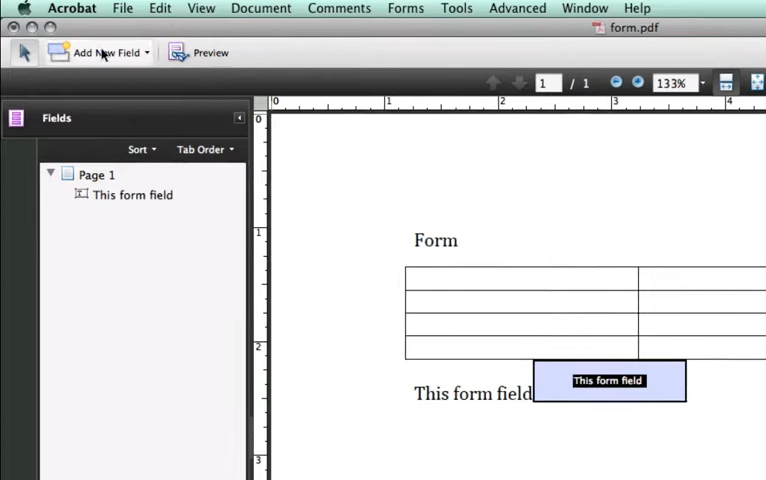 Acrobat File Edit View Document Comments Forms Tools Advanced Window Help
form.pdf
Add New Field Preview
1 / 1 133%
Fields
0 1 2 3 4
0
Sort Tab Order
Page 1
This form field
1
Form
2
This form field
This form field
3